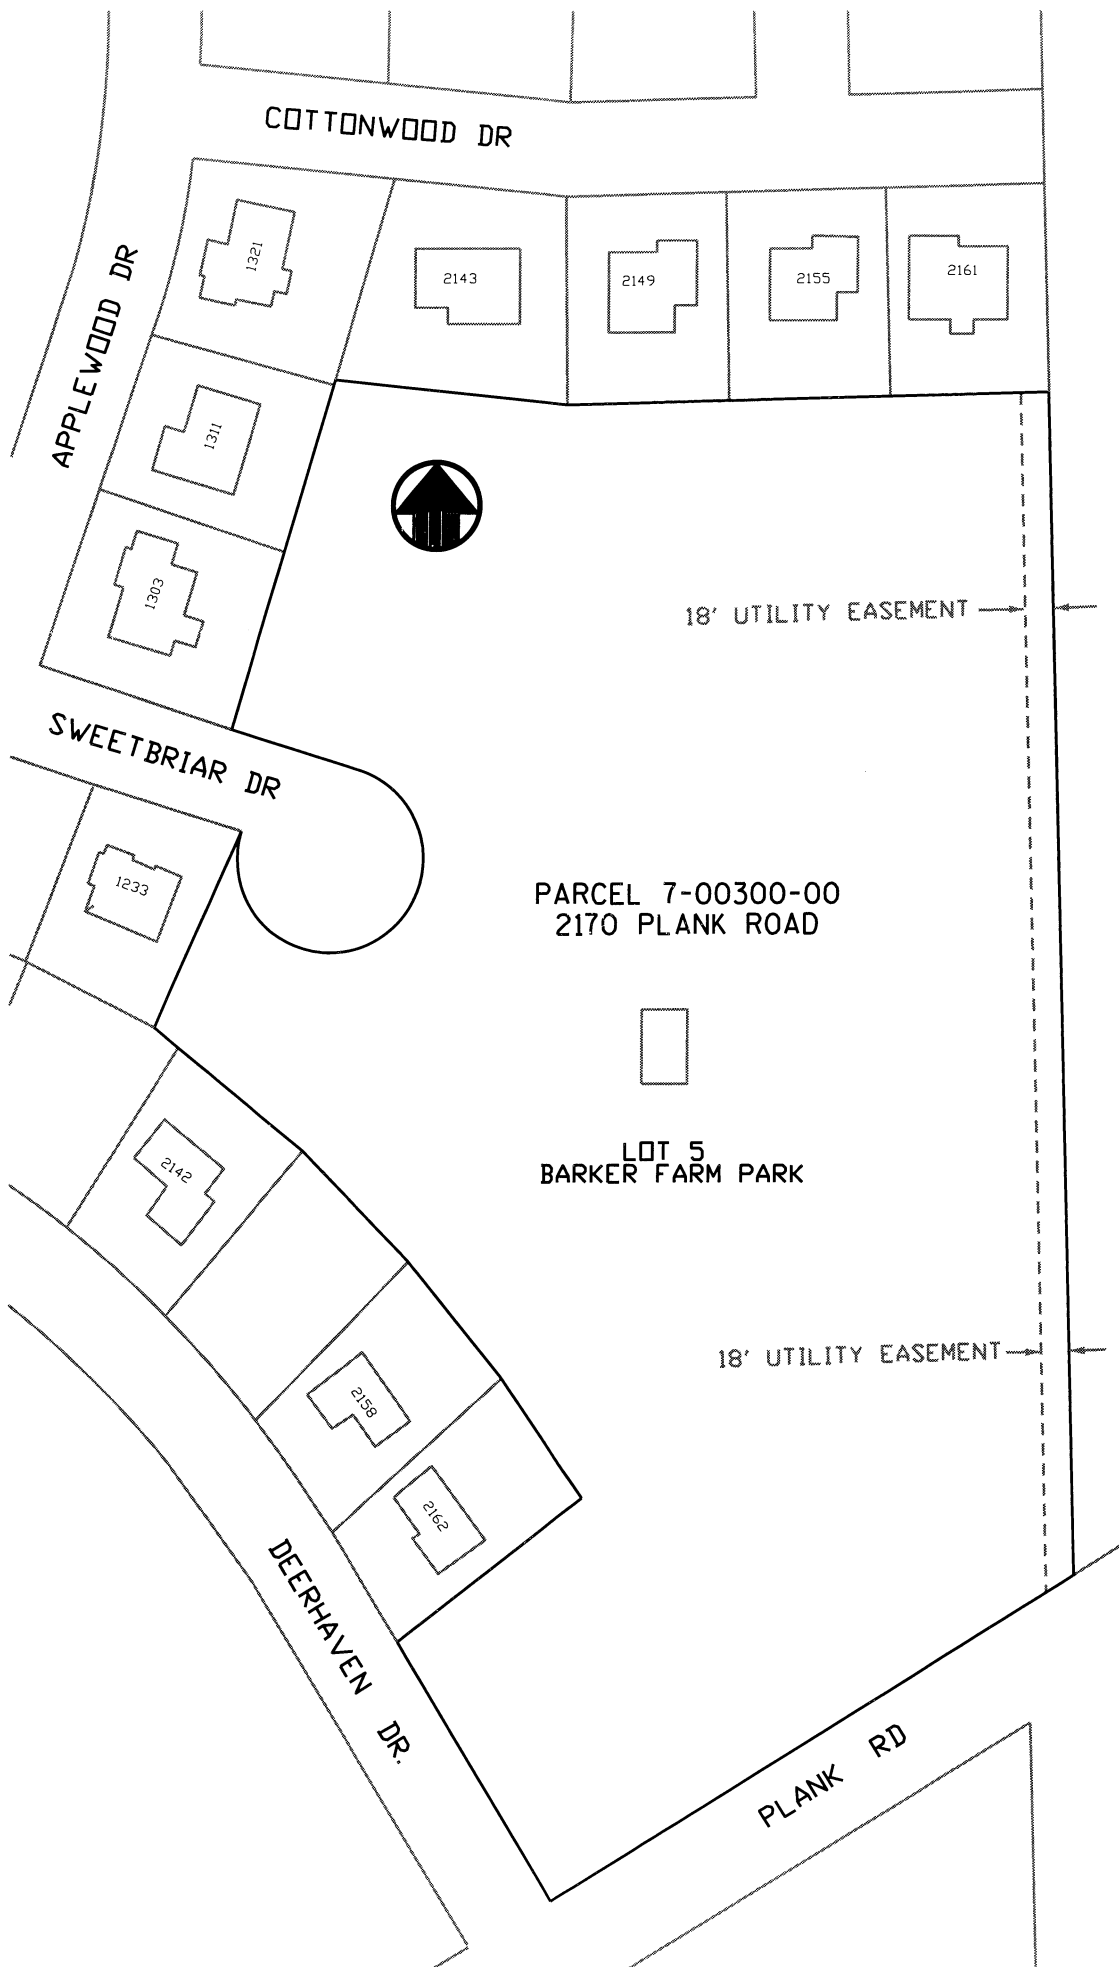 COTTONWOOD DR
APPLEWOOD DR
1321
2143
2149
2155
2161
1311
1303
18' UTILITY EASEMENT
SWEETBRIAR DR
1233
PARCEL 7-00300-00
2170 PLANK ROAD
LOT 5
BARKER FARM PARK
2142
18' UTILITY EASEMENT
2158
2162
DEERHAVEN DR.
PLANK RD